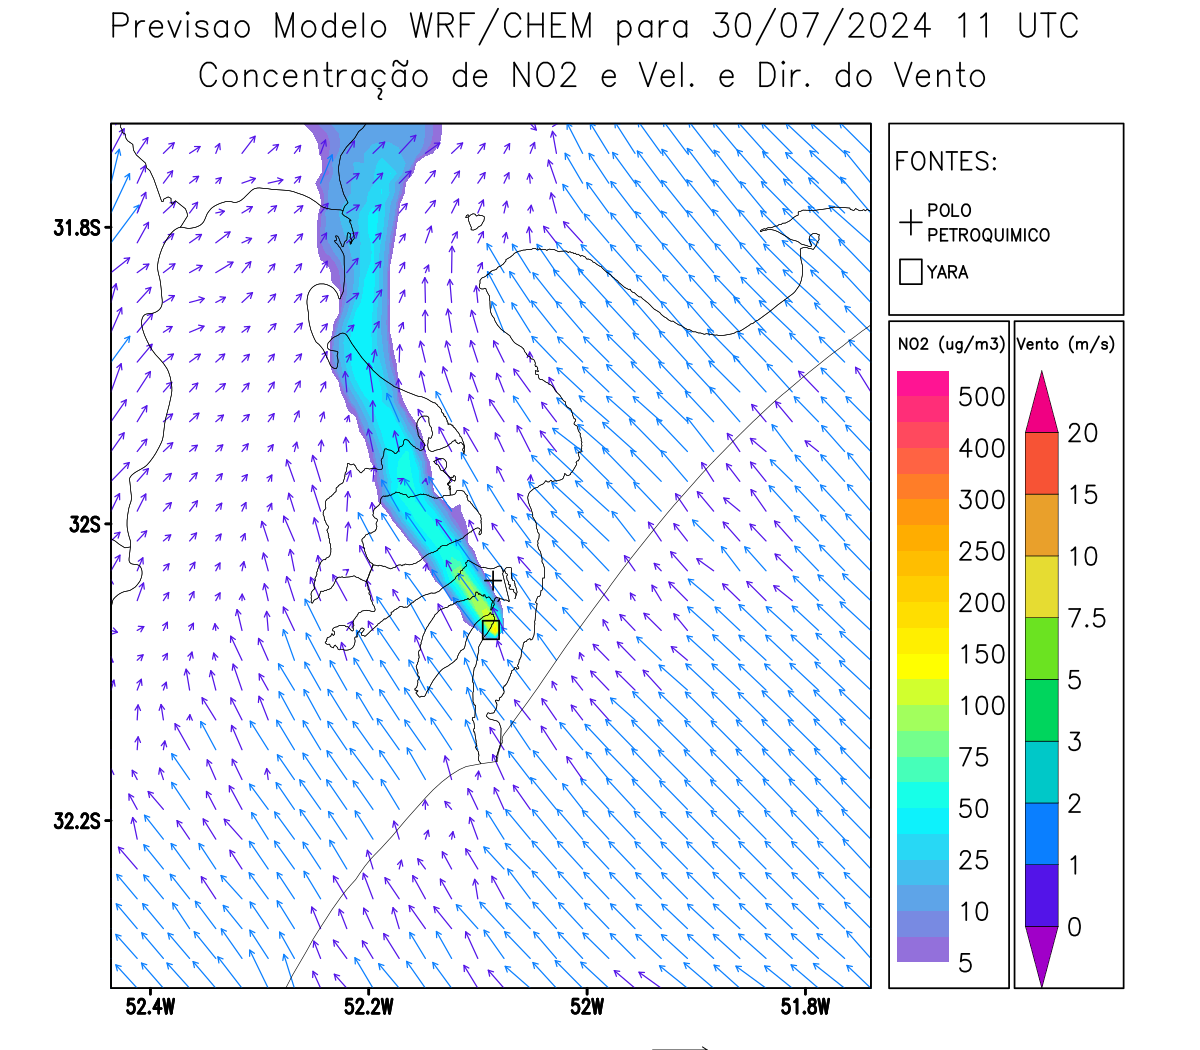 Previsao Modelo WRF/CHEM para 30/07/2024 11 UTC
Concentração de NO2 e Vel. e Dir. do Vento
FONTES:
POLO
PETROQUIMICO
YARA
NO2 (ug/m3)
500
400
300
250
200
150
100
75
50
25
10
5
Vento (m/s)
20
15
10
7.5
5
3
2
1
0
31.8S
32S
32.2S
52.4W
52.2W
52W
51.8W